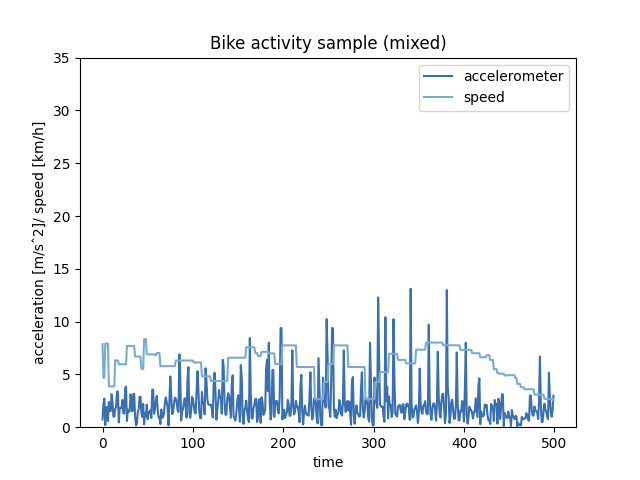 Bike activity sample (mixed)
accelerometer
speed
acceleration [m/sˆ2]/ speed [km/h]
35
30
25
20
15
10
5
0
0 100 200 300 400 500
time